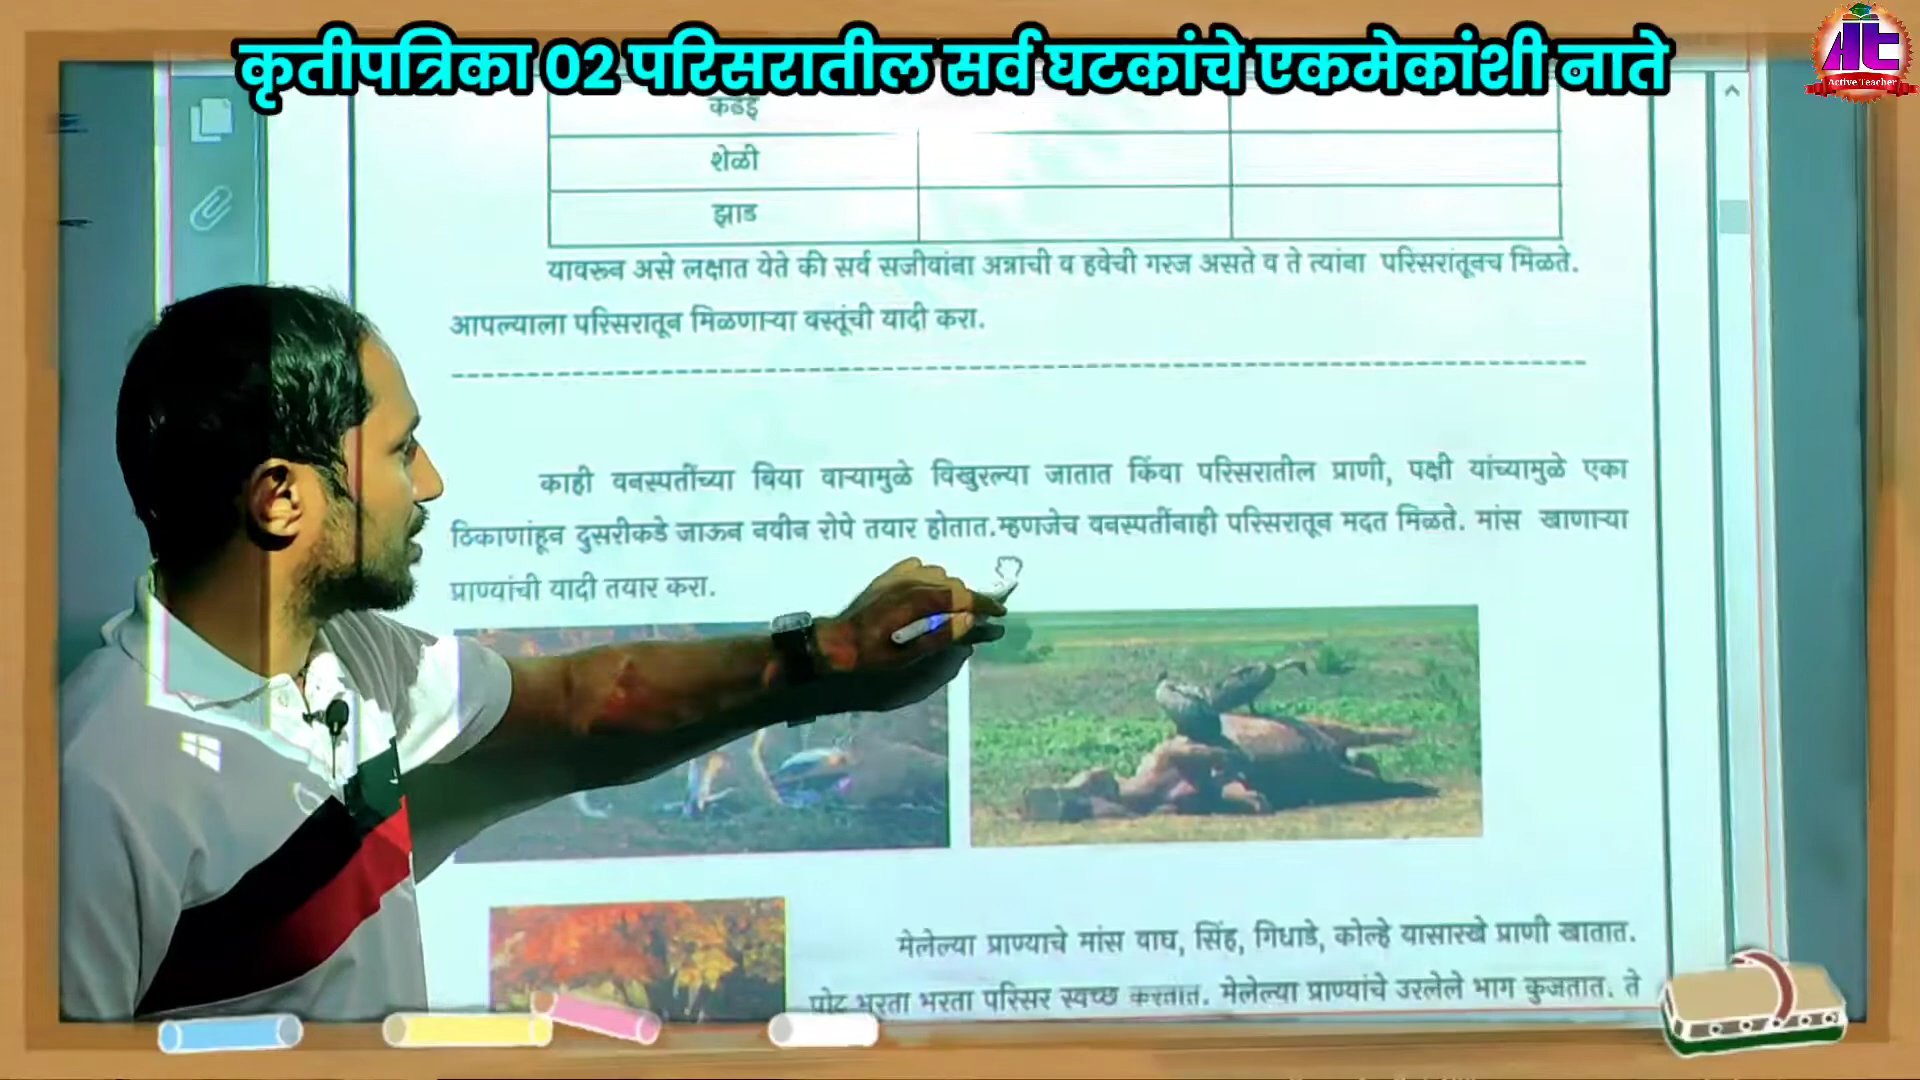 कृतीपत्रिका 02 परिसरातील सर्व घटकांचे एकमेकांशी नाते
Active Teacher
शेळी
झाड
यावरून असे लक्षात येते की सर्व सजीवांना अन्नाची व हवेची गरज असते व ते त्यांना परिसरांतूनच मिळते.
आपल्याला परिसरातून मिळणाऱ्या वस्तूंची यादी करा.
काही वनस्पतींच्या बिया वाऱ्यामुळे विखुरल्या जातात किंवा परिसरातील प्राणी, पक्षी यांच्यामुळे एका
ठिकाणांहून दुसरीकडे जाऊन नवीन रोपे तयार होतात.म्हणजेच वनस्पतींनाही परिसरातून मदत मिळते. मांस खाणाऱ्या
प्राण्यांची यादी तयार करा.
मेलेल्या प्राण्याचे मांस वाघ, सिंह, गिधाडे, कोल्हे यासारखे प्राणी खातात.
पोट भरता भरता परिसर स्वच्छ करतात. मेलेल्या प्राण्यांचे उरलेले भाग कुजतात. ते